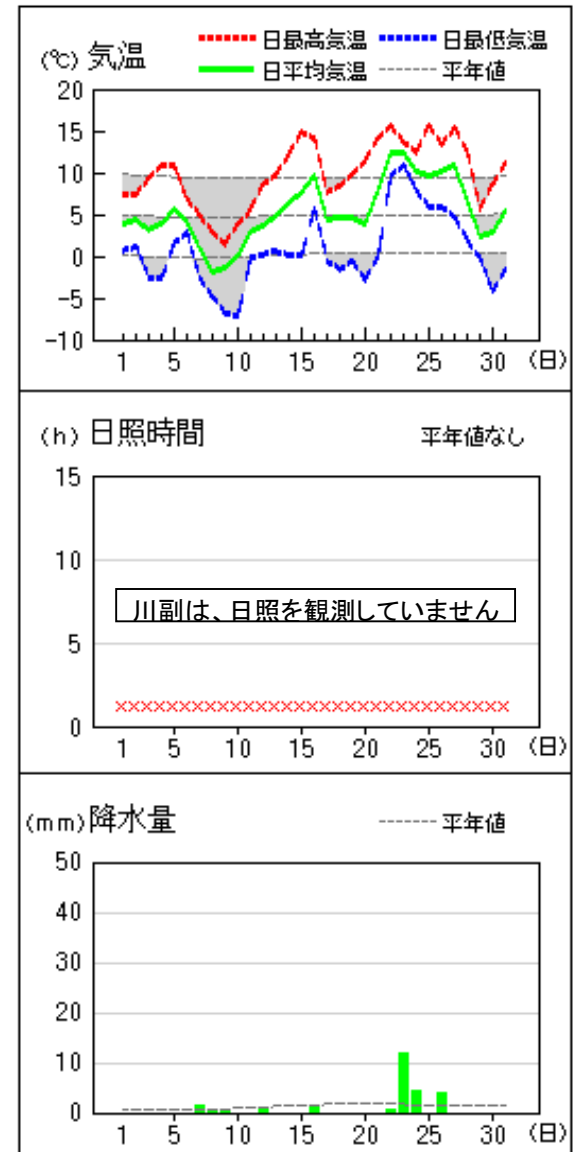 (℃) 気温
日最高気温 日最低気温
日平均気温 平年値
20
15
10
5
0
-5
-10
1 5 10 15 20 25 30 (日)
(h) 日照時間 平年値なし
15
10
5
0
川副は、日照を観測していません
××××××××××××××××××××××××××××××××
1 5 10 15 20 25 30 (日)
(mm) 降水量 平年値
50
40
30
20
10
0
1 5 10 15 20 25 30 (日)